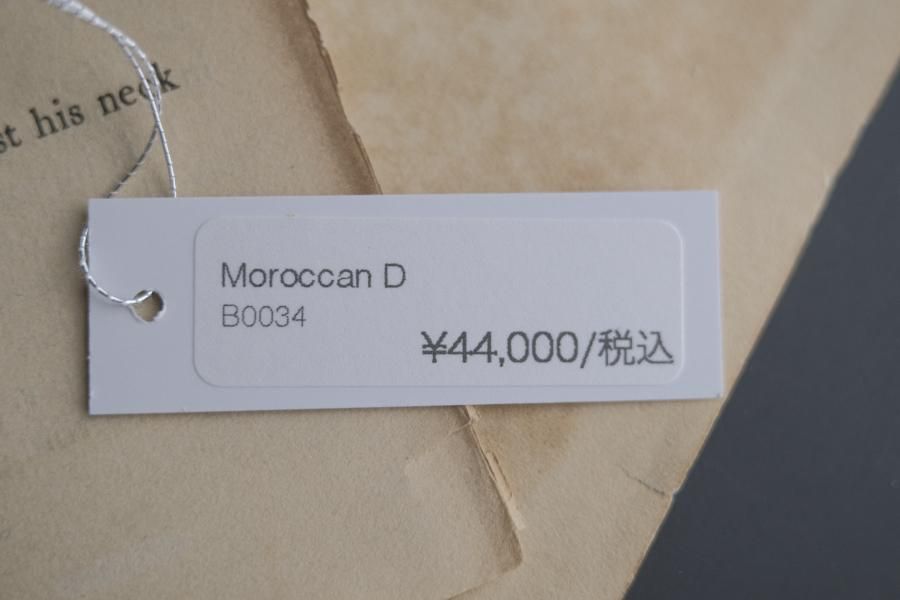 st his neck
Moroccan D
B0034
¥44,000/税込